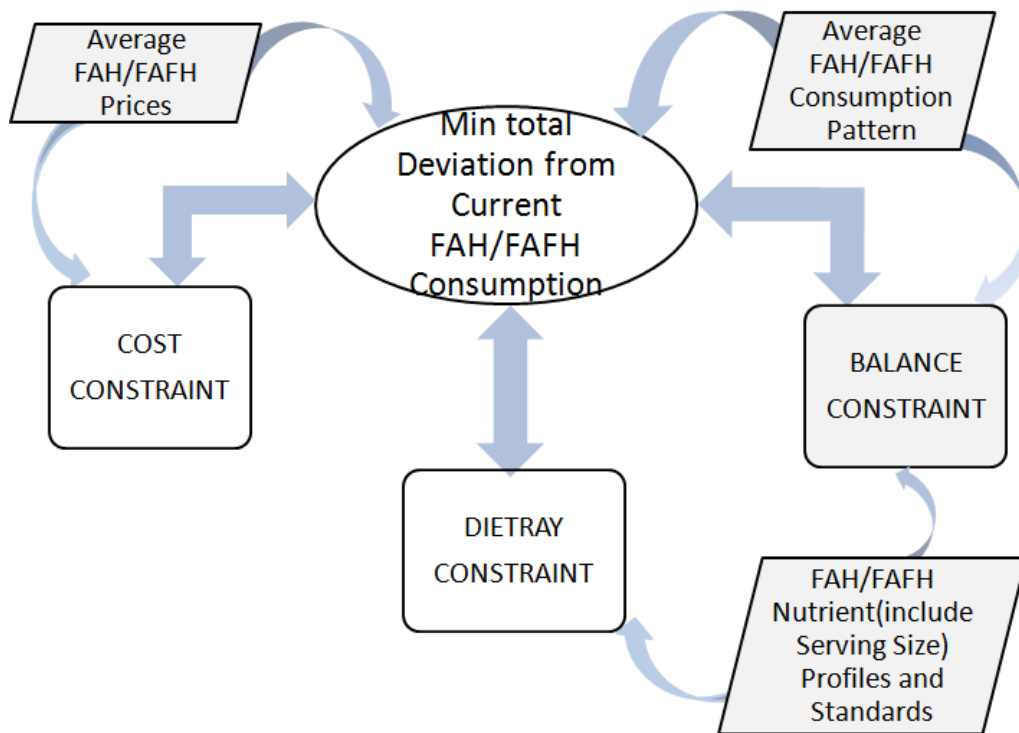 Average
FAH/FAFH
Prices
Average
FAH/FAFH
Consumption
Pattern
Min total
Deviation from
Current
FAH/FAFH
Consumption
COST
CONSTRAINT
BALANCE
CONSTRAINT
DIETRAY
CONSTRAINT
FAH/FAFH
Nutrient(include
Serving Size)
Profiles and
Standards